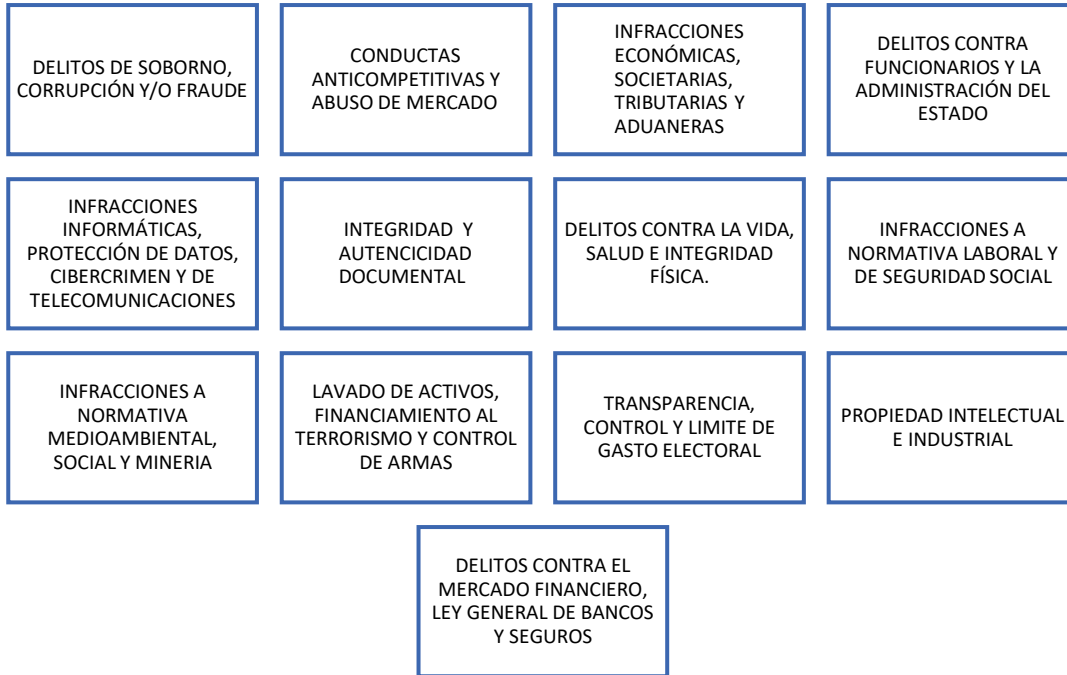 DELITOS DE SOBORNO,
CORRUPCIÓN Y/O FRAUDE
CONDUCTAS
ANTICOMPETITIVAS Y
ABUSO DE MERCADO
INFRACCIONES
ECONÓMICAS,
SOCIETARIAS,
TRIBUTARIAS Y
ADUANERAS
DELITOS CONTRA
FUNCIONARIOS Y LA
ADMINISTRACIÓN DEL
ESTADO
INFRACCIONES
INFORMÁTICAS,
PROTECCIÓN DE DATOS,
CIBERCRIMEN Y DE
TELECOMUNICACIONES
INTEGRIDAD Y
AUTENCICIDAD
DOCUMENTAL
DELITOS CONTRA LA VIDA,
SALUD E INTEGRIDAD
FÍSICA.
INFRACCIONES A
NORMATIVA LABORAL Y
DE SEGURIDAD SOCIAL
INFRACCIONES A
NORMATIVA
MEDIOAMBIENTAL,
SOCIAL Y MINERIA
LAVADO DE ACTIVOS,
FINANCIAMIENTO AL
TERRORISMO Y CONTROL
DE ARMAS
TRANSPARENCIA,
CONTROL Y LIMITE DE
GASTO ELECTORAL
PROPIEDAD INTELECTUAL
E INDUSTRIAL
DELITOS CONTRA EL
MERCADO FINANCIERO,
LEY GENERAL DE BANCOS
Y SEGUROS